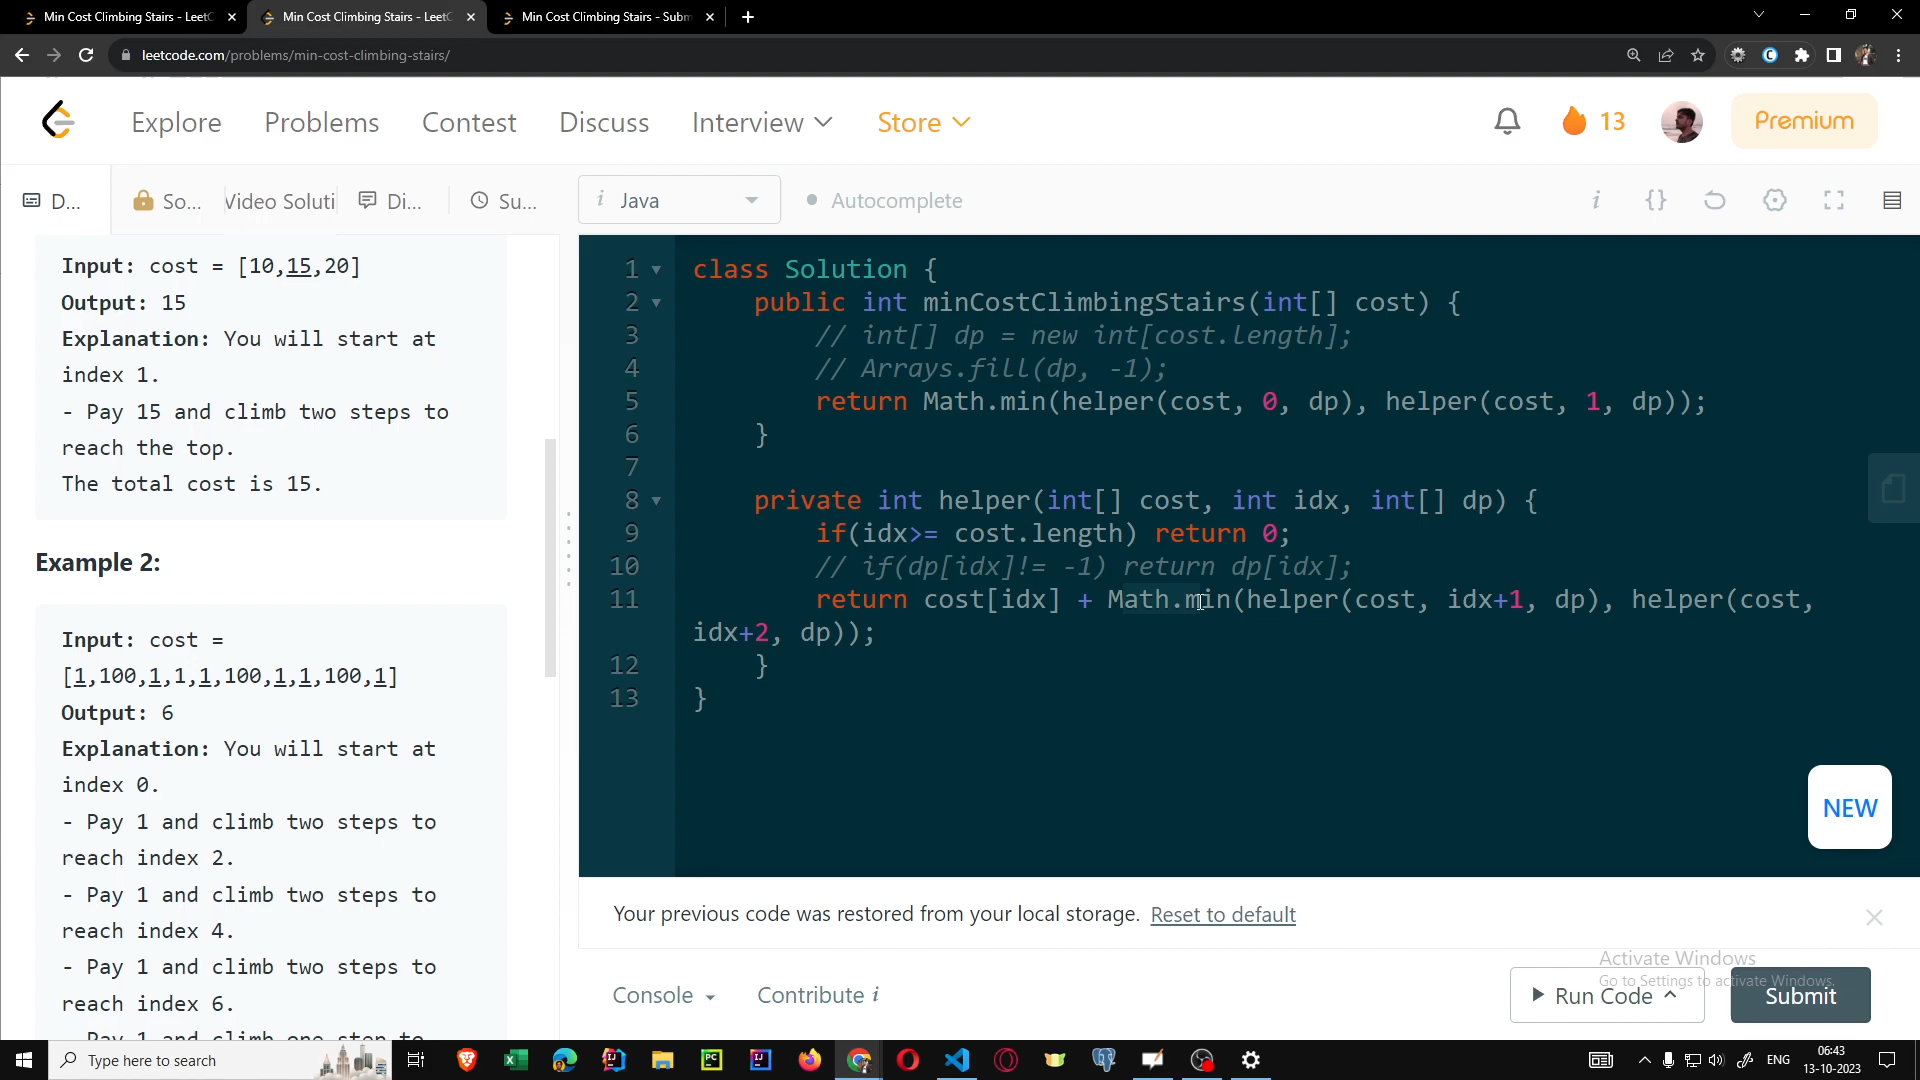 Min Cost Climbing Stairs - LeetC
Min Cost Climbing Stairs - LeetC
Min Cost Climbing Stairs - Subm
leetcode.com/problems/min-cost-climbing-stairs/
Explore
Problems
Contest
Discuss
Interview
Store
13
Premium
D...
So...
Video Soluti
Di...
Su...
i Java
Autocomplete
i
{}
Input: cost = [10,15,20]
Output: 15
Explanation: You will start at
index 1.
- Pay 15 and climb two steps to
reach the top.
The total cost is 15.
Example 2:
Input: cost =
[1,100,1,1,1,100,1,1,100,1]
Output: 6
Explanation: You will start at
index 0.
- Pay 1 and climb two steps to
reach index 2.
- Pay 1 and climb two steps to
reach index 4.
- Pay 1 and climb two steps to
reach index 6.
- Pay 1 and climb one step to
1 class Solution {
2 public int minCostClimbingStairs(int[] cost) {
3 // int[] dp = new int[cost.length];
4 // Arrays.fill(dp, -1);
5 return Math.min(helper(cost, 0, dp), helper(cost, 1, dp));
6 }
7
8 private int helper(int[] cost, int idx, int[] dp) {
9 if(idx>= cost.length) return 0;
10 // if(dp[idx]!= -1) return dp[idx];
11 return cost[idx] + Math.min(helper(cost, idx+1, dp), helper(cost,
idx+2, dp));
12 }
13 }
NEW
Your previous code was restored from your local storage. Reset to default
Console
Contribute i
Activate Windows
Go to Settings to activate Windows.
Run Code
Submit
Type here to search
ENG
06:43
13-10-2023